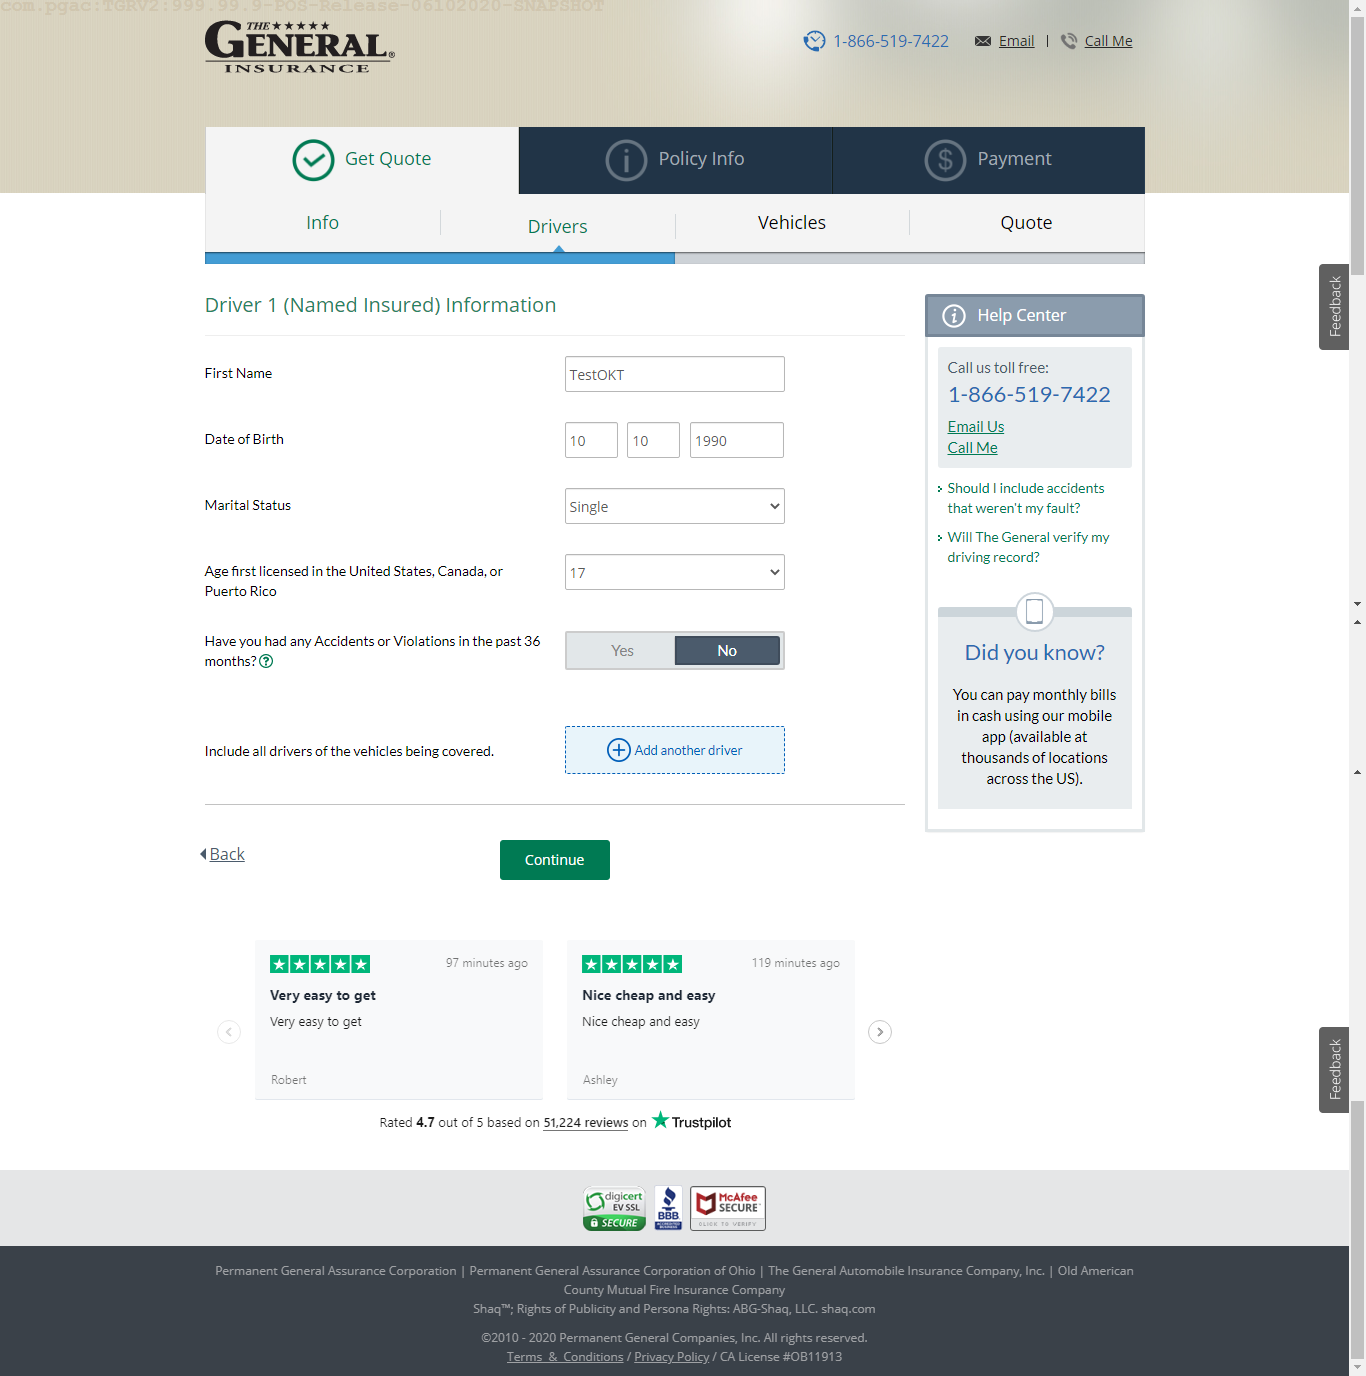 com.pgac:TGRV2:999.99.9-POS-Release-06102020-SNAPSHOT
THE
GENERAL®
INSURANCE
1-866-519-7422
Email | Call Me
Get Quote
Policy Info
Payment
Info
Drivers
Vehicles
Quote
Feedback
Driver 1 (Named Insured) Information
First Name
TestOKT
Date of Birth
10 10 1990
Marital Status
Single
Age first licensed in the United States, Canada, or
Puerto Rico
17
Have you had any Accidents or Violations in the past 36
months?
Yes No
Include all drivers of the vehicles being covered.
Add another driver
Back
Continue
Help Center
Call us toll free:
1-866-519-7422
Email Us
Call Me
Should I include accidents
that weren't my fault?
Will The General verify my
driving record?
Did you know?
You can pay monthly bills
in cash using our mobile
app (available at
thousands of locations
across the US).
97 minutes ago
Very easy to get
Very easy to get
Robert
119 minutes ago
Nice cheap and easy
Nice cheap and easy
Ashley
Feedback
Rated 4.7 out of 5 based on 51,224 reviews on Trustpilot
digicert
EV SSL
SECURE
BBB
ACCREDITED
BUSINESS
McAfee
SECURE
CLICK TO VERIFY
Permanent General Assurance Corporation | Permanent General Assurance Corporation of Ohio | The General Automobile Insurance Company, Inc. | Old American
County Mutual Fire Insurance Company
Shaq™; Rights of Publicity and Persona Rights: ABG-Shaq, LLC. shaq.com
©2010 - 2020 Permanent General Companies, Inc. All rights reserved.
Terms & Conditions / Privacy Policy / CA License #OB11913